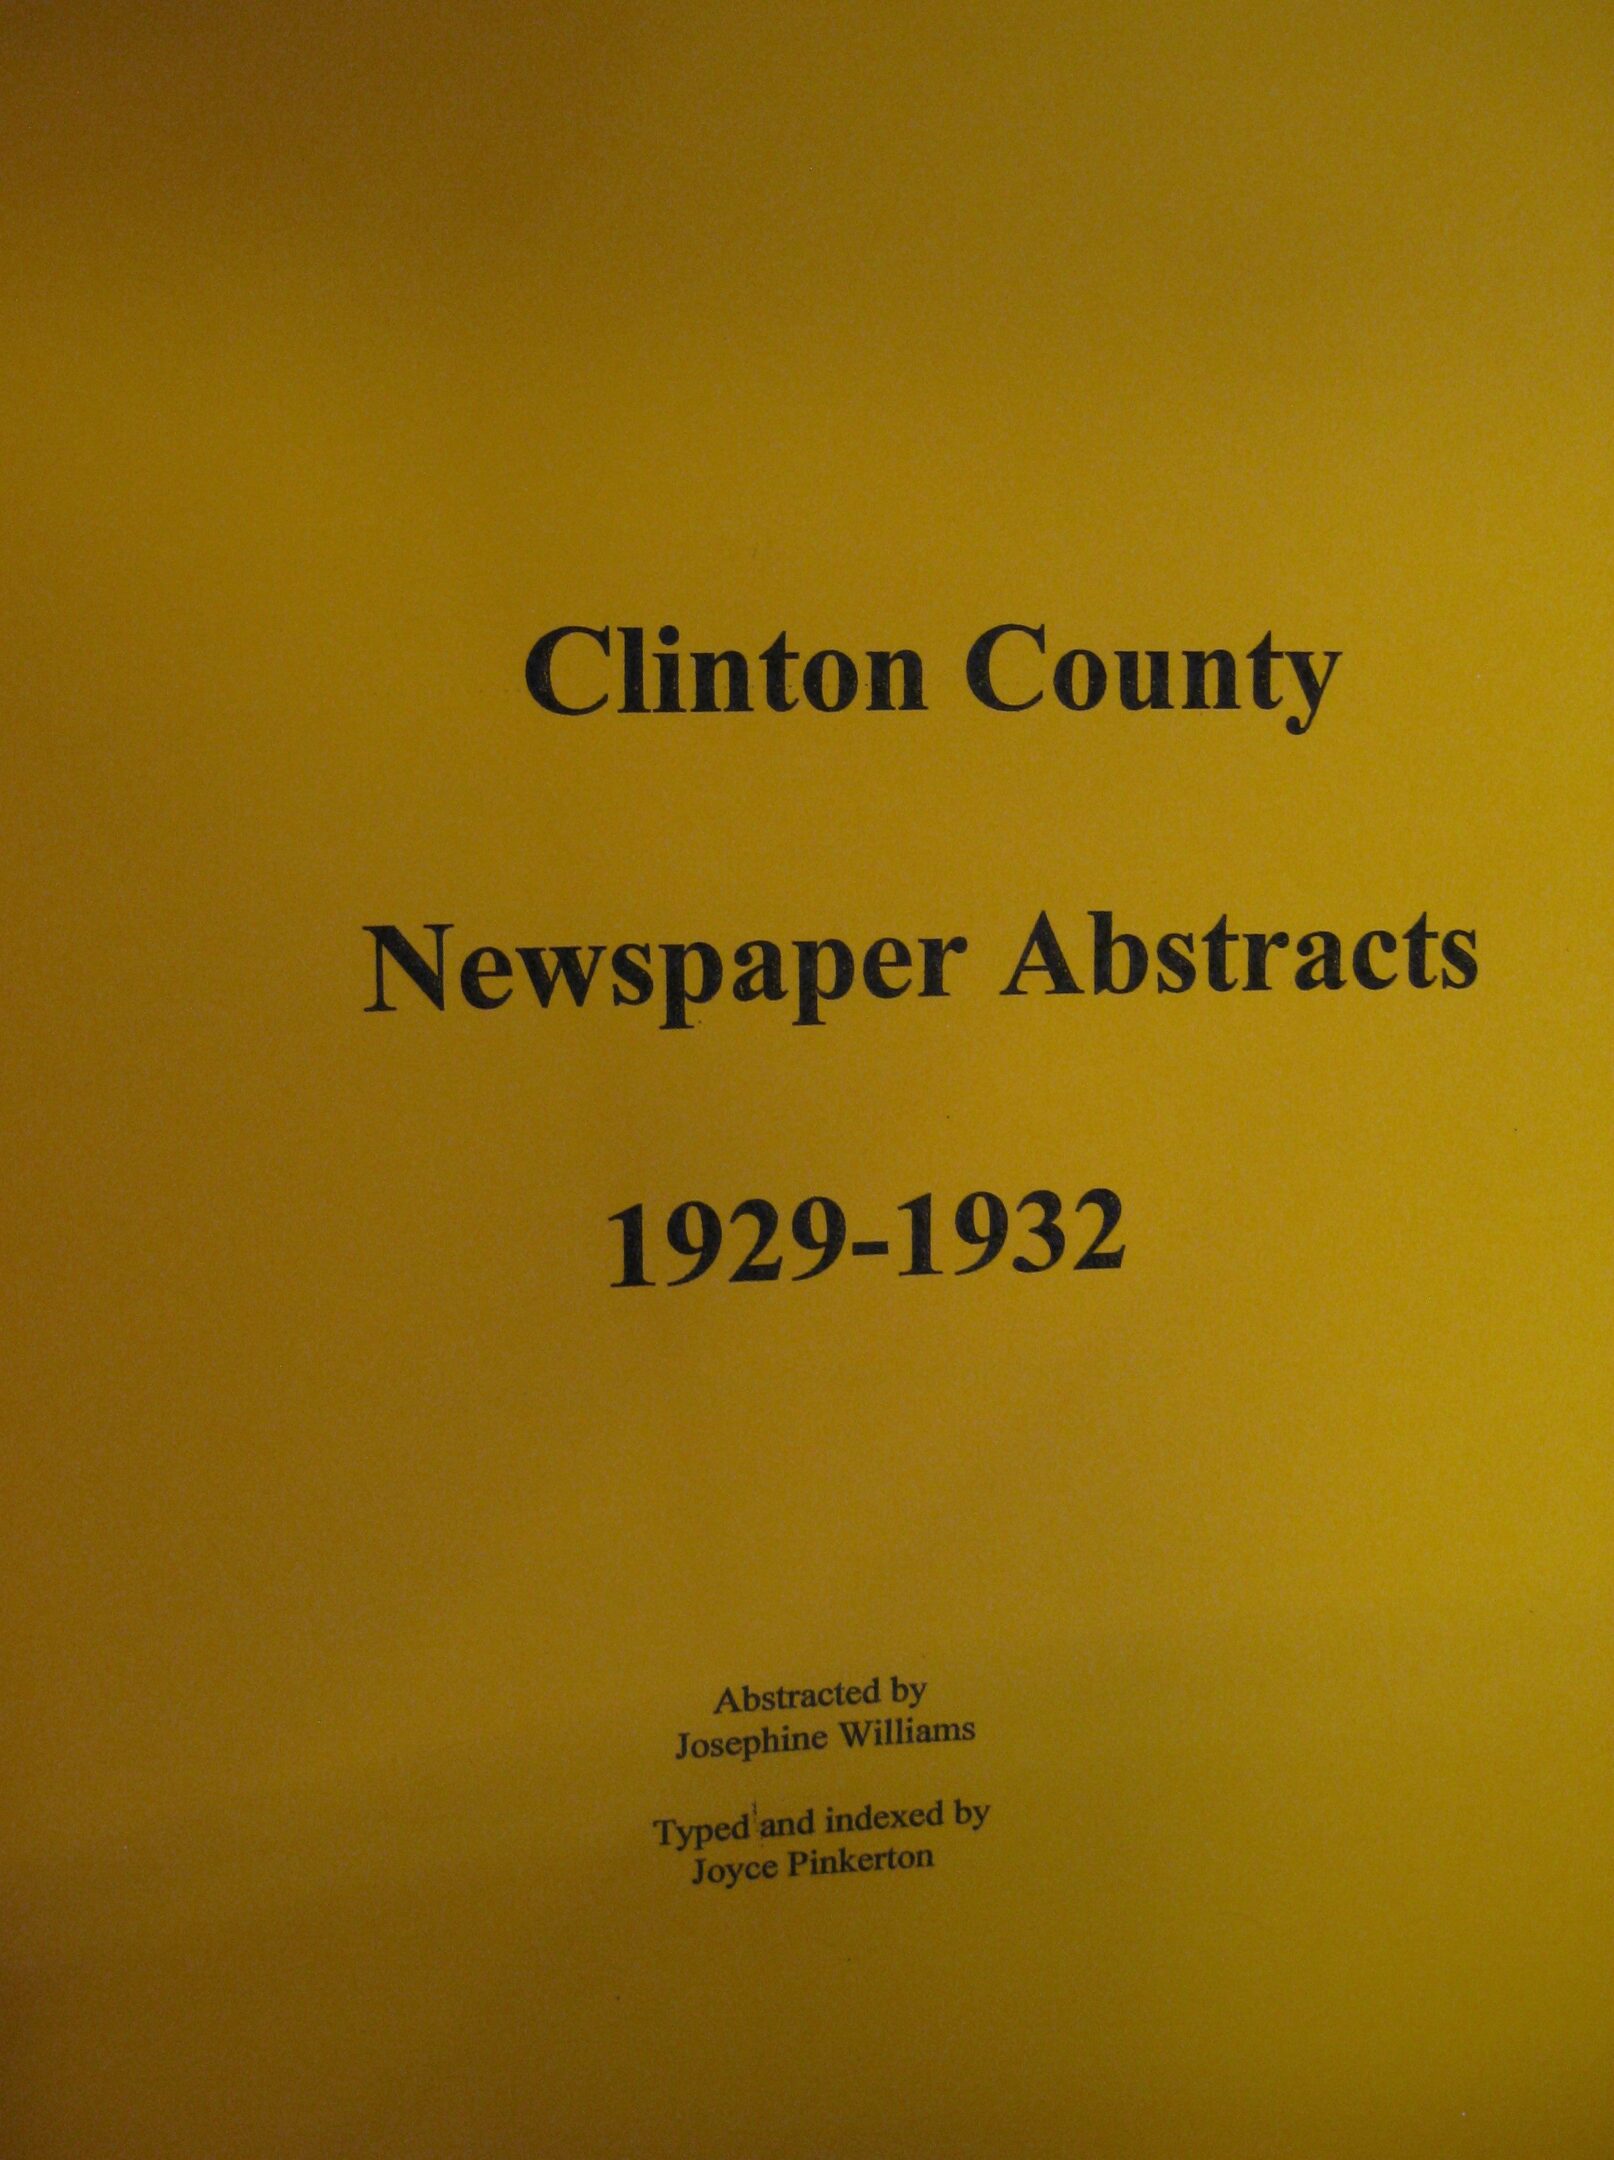 Clinton County
Newspaper Abstracts
1929-1932
Abstracted by
Josephine Williams
Typed and indexed by
Joyce Pinkerton